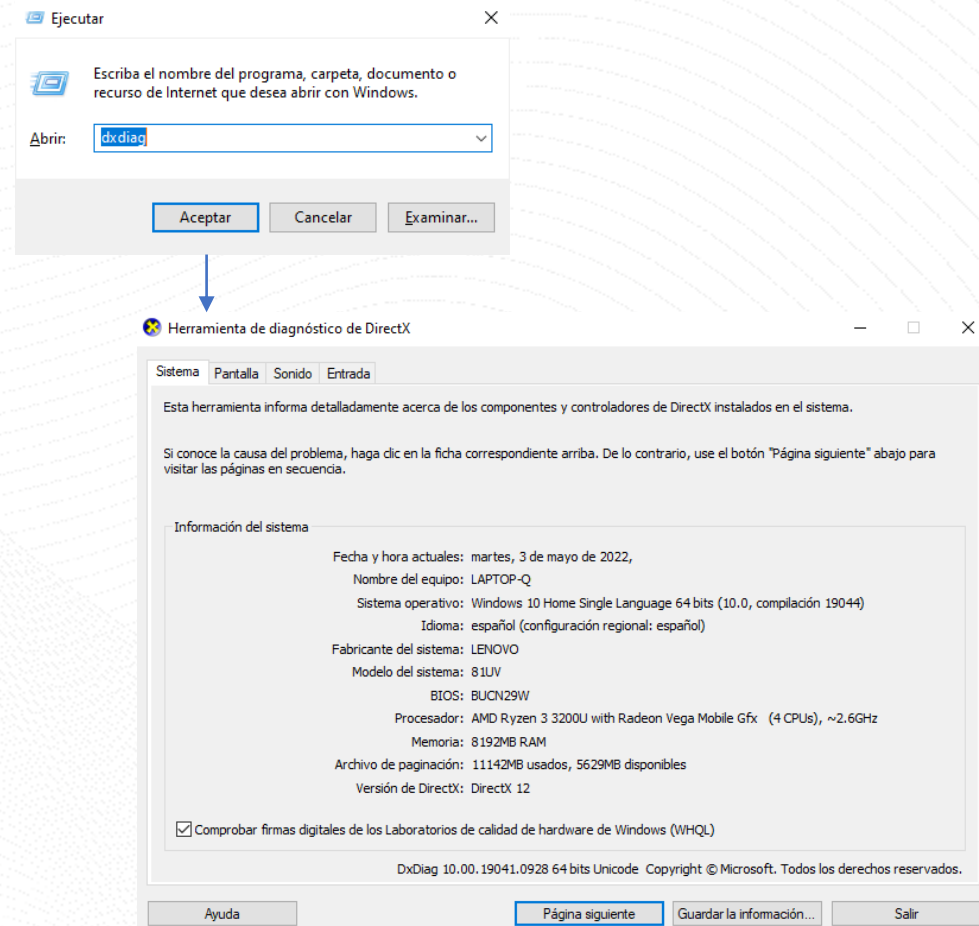 Ejecutar
Escriba el nombre del programa, carpeta, documento o
recurso de Internet que desea abrir con Windows.
Abrir: dxdiag
Aceptar Cancelar Examinar...
Herramienta de diagnóstico de DirectX
Sistema Pantalla Sonido Entrada
Esta herramienta informa detalladamente acerca de los componentes y controladores de DirectX instalados en el sistema.
Si conoce la causa del problema, haga clic en la ficha correspondiente arriba. De lo contrario, use el botón "Página siguiente" abajo para
visitar las páginas en secuencia.
Información del sistema
Fecha y hora actuales: martes, 3 de mayo de 2022,
Nombre del equipo: LAPTOP-Q
Sistema operativo: Windows 10 Home Single Language 64 bits (10.0, compilación 19044)
Idioma: español (configuración regional: español)
Fabricante del sistema: LENOVO
Modelo del sistema: 81UV
BIOS: BUCN29W
Procesador: AMD Ryzen 3 3200U with Radeon Vega Mobile Gfx (4 CPUs), ~2.6GHz
Memoria: 8192MB RAM
Archivo de paginación: 11142MB usados, 5629MB disponibles
Versión de DirectX: DirectX 12
Comprobar firmas digitales de los Laboratorios de calidad de hardware de Windows (WHQL)
DxDiag 10.00.19041.0928 64 bits Unicode Copyright © Microsoft. Todos los derechos reservados.
Ayuda Página siguiente Guardar la información... Salir